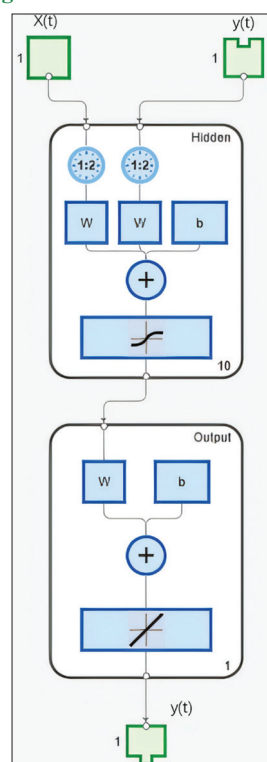 X(t) y(t)
1 1
Hidden
1:2 1:2
W W b
+
10
Output
W b
+
1
y(t)
1